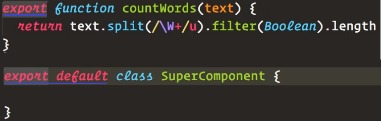 export function countWords(text) {
return text.split(/\W+/u).filter(Boolean).length
}
export default class SuperComponent {
}